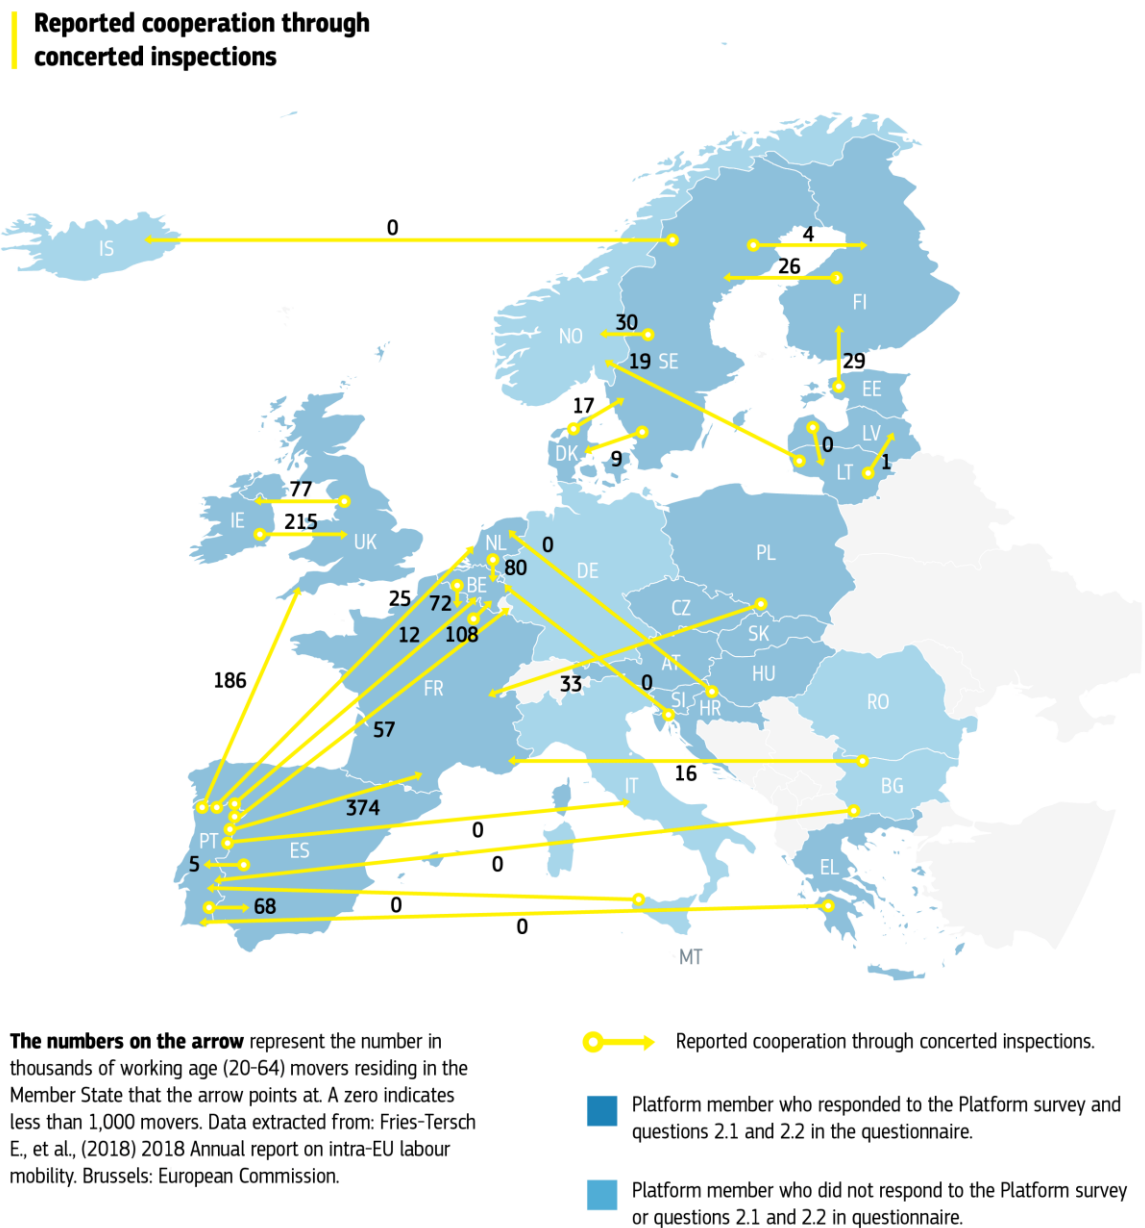 Reported cooperation through
concerted inspections
0
IS
4
26
FI
30
NO
19
SE
29
EE
17
LV
DK
9
0
LT
1
77
IE
215
UK
NL
0
80
DE
PL
BE
25
72
CZ
12
108
SK
AT
HU
186
FR
33
0
SI
HR
RO
57
16
IT
BG
374
PT
0
ES
5
0
EL
68
0
0
MT
The numbers on the arrow represent the number in
thousands of working age (20-64) movers residing in the
Member State that the arrow points at. A zero indicates
less than 1,000 movers. Data extracted from: Fries-Tersch
E., et al., (2018) 2018 Annual report on intra-EU labour
mobility. Brussels: European Commission.
Reported cooperation through concerted inspections.
Platform member who responded to the Platform survey and
questions 2.1 and 2.2 in the questionnaire.
Platform member who did not respond to the Platform survey
or questions 2.1 and 2.2 in questionnaire.